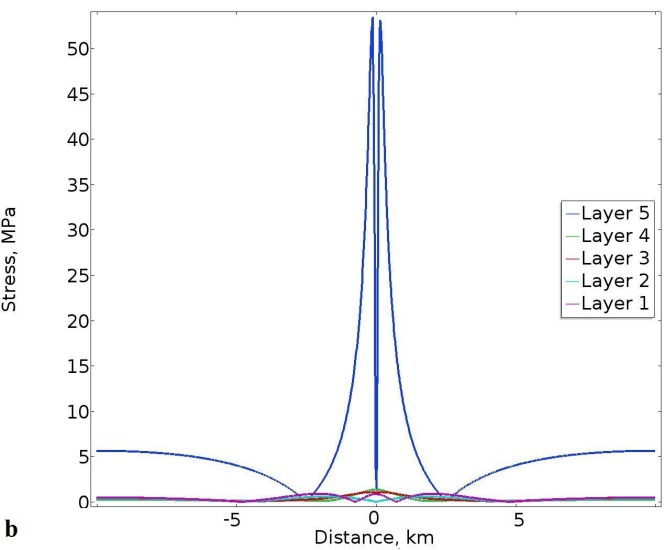 50
45
40
35
30
25
20
15
10
5
0
Stress, MPa
Layer 5
Layer 4
Layer 3
Layer 2
Layer 1
-5 0 5
Distance, km
b